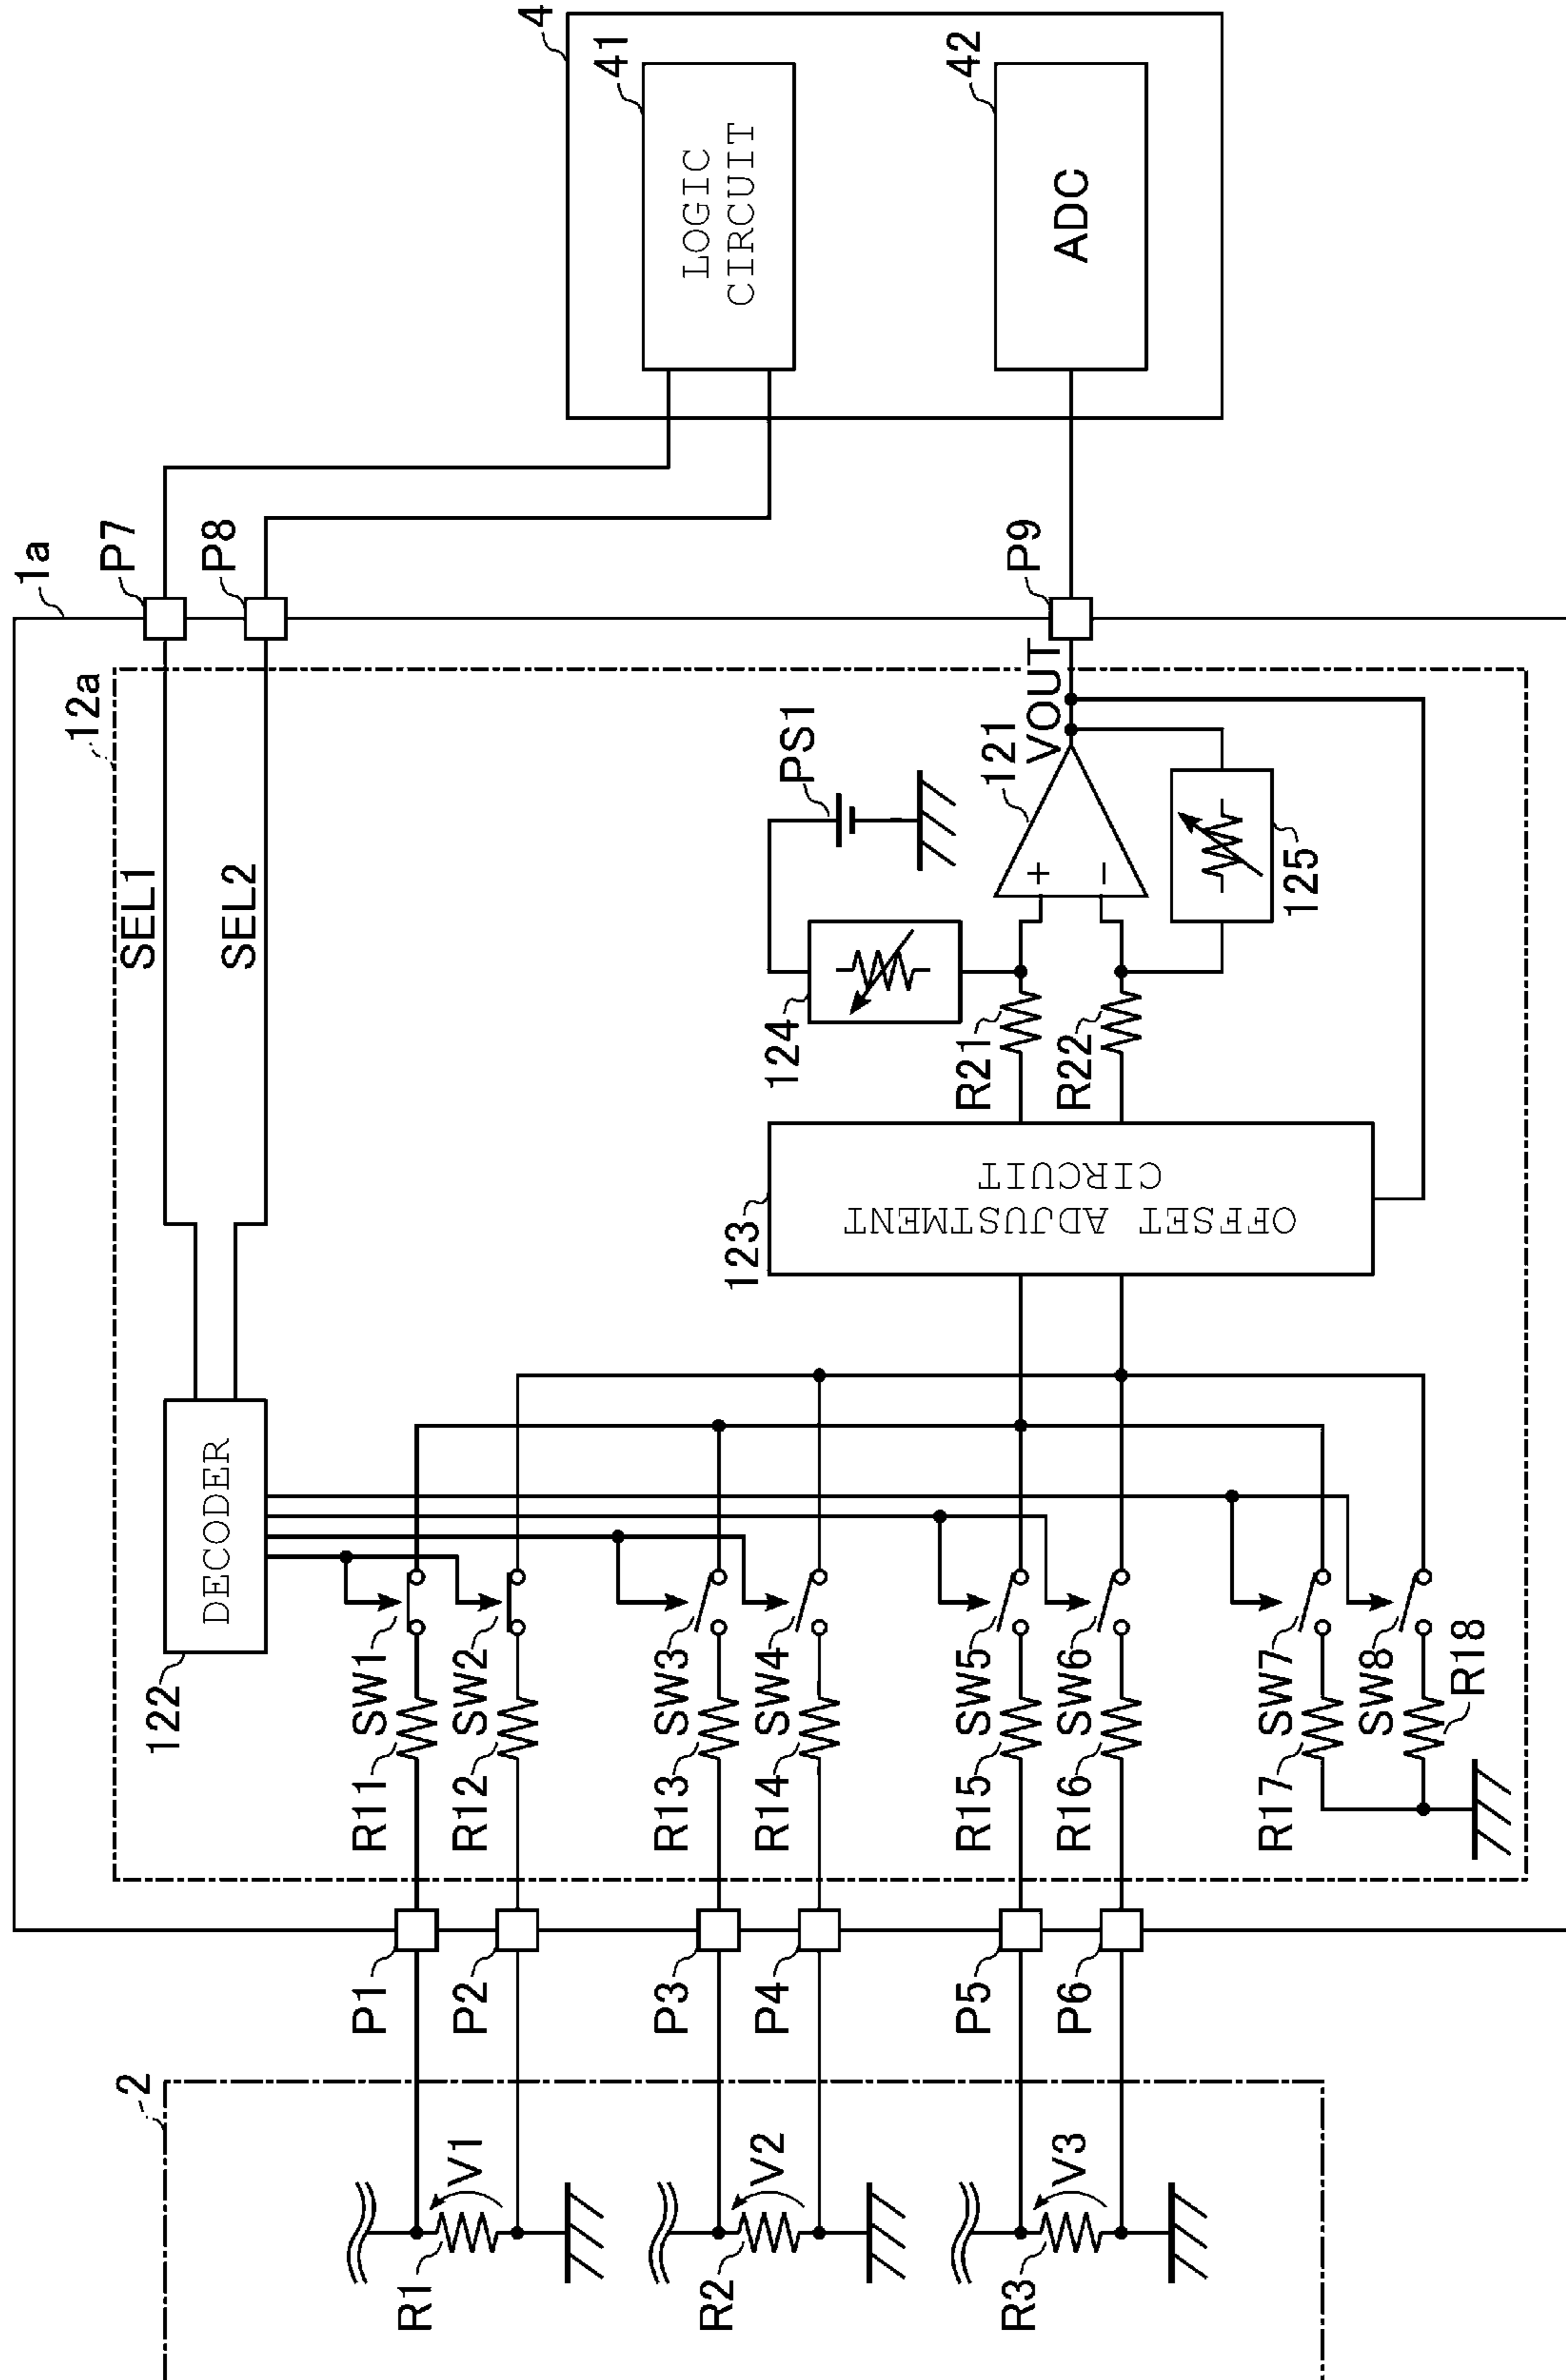 2
R1
V1
R2
V2
R3
V3
P1
P2
P3
P4
P5
P6
1a
12a
122
DECODER
R11
SW1
R12
SW2
R13
SW3
R14
SW4
R15
SW5
R16
SW6
R17
SW7
SW8
R18
SEL1
SEL2
123
OFFSET ADJUSTMENT
CIRCUIT
R21
R22
124
PS1
121
+
−
VOUT
125
P7
P8
P9
4
41
LOGIC
CIRCUIT
42
ADC